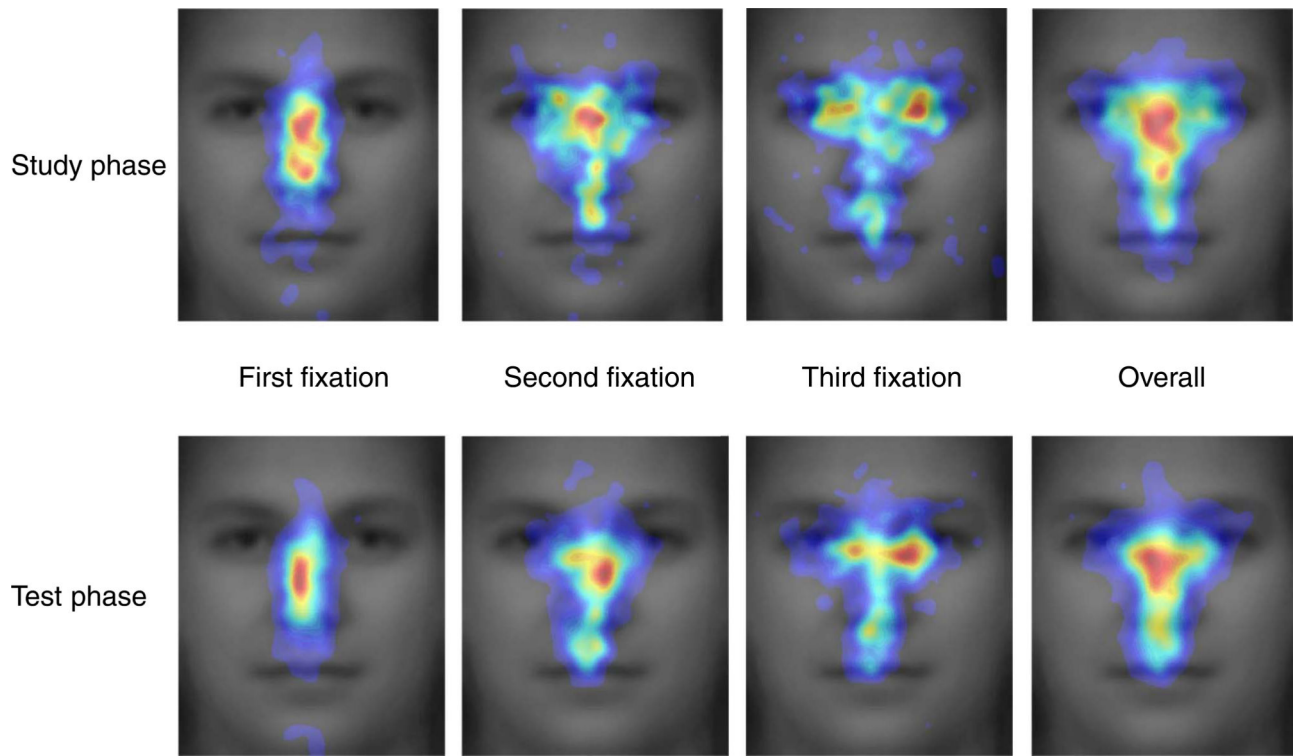 Study phase
First fixation
Second fixation
Third fixation
Overall
Test phase